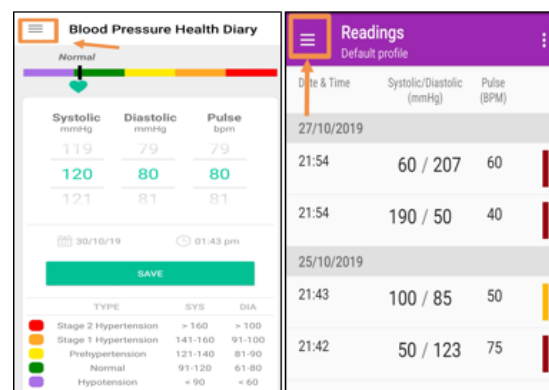 Blood Pressure Health Diary
Normal
Systolic Diastolic Pulse
mmHg mmHg bpm
119 79 79
120 80 80
121 81 81
30/10/19 01:43 pm
SAVE
TYPE SYS DIA
Stage 2 Hypertension > 160 > 100
Stage 1 Hypertension 141-160 91-100
Prehypertension 121-140 81-90
Normal 91-120 61-80
Hypotension < 90 < 60
Readings
Default profile
Date & Time Systolic/Diastolic Pulse
(mmHg) (BPM)
27/10/2019
21:54 60 / 207 60
21:54 190 / 50 40
25/10/2019
21:43 100 / 85 50
21:42 50 / 123 75